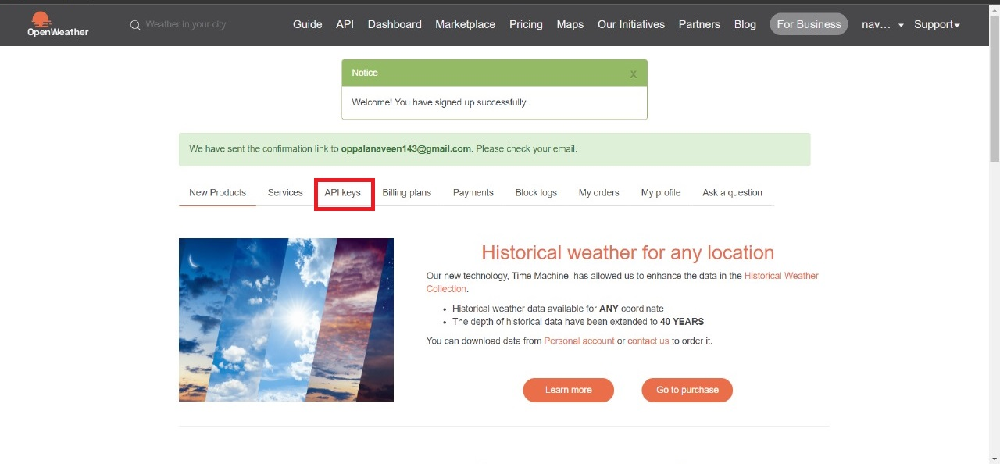 OpenWeather
Weather in your city
Guide API Dashboard Marketplace Pricing Maps Our Initiatives Partners Blog For Business nav... Support
Notice x
Welcome! You have signed up successfully.
We have sent the confirmation link to oppalanaveen143@gmail.com. Please check your email.
New Products Services API keys Billing plans Payments Block logs My orders My profile Ask a question
Historical weather for any location
Our new technology, Time Machine, has allowed us to enhance the data in the Historical Weather
Collection.
• Historical weather data available for ANY coordinate
• The depth of historical data have been extended to 40 YEARS
You can download data from Personal account or contact us to order it.
Learn more Go to purchase